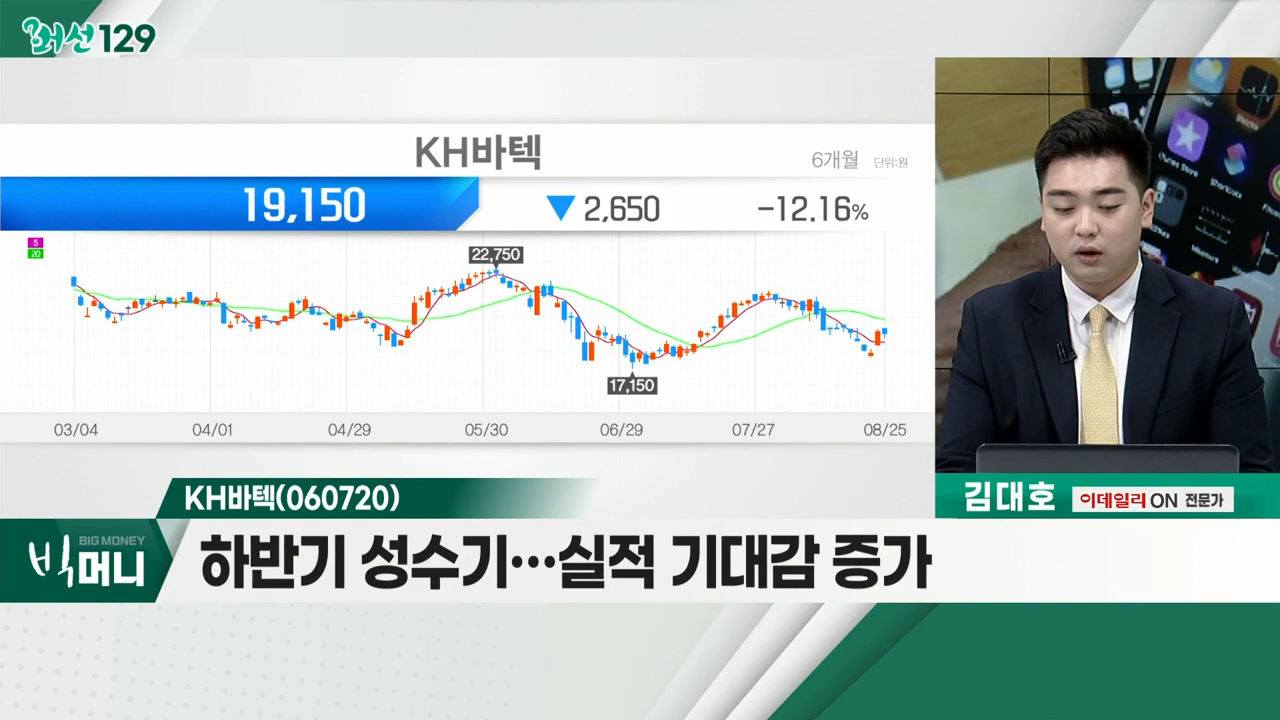 머선129
KH바텍
6개월 단위:원
19,150 ▼2,650 -12.16%
5
20
22,750
17,150
03/04 04/01 04/29 05/30 06/29 07/27 08/25
KH바텍(060720)
김대호 이데일리ON 전문가
BIG MONEY
빅머니
하반기 성수기…실적 기대감 증가